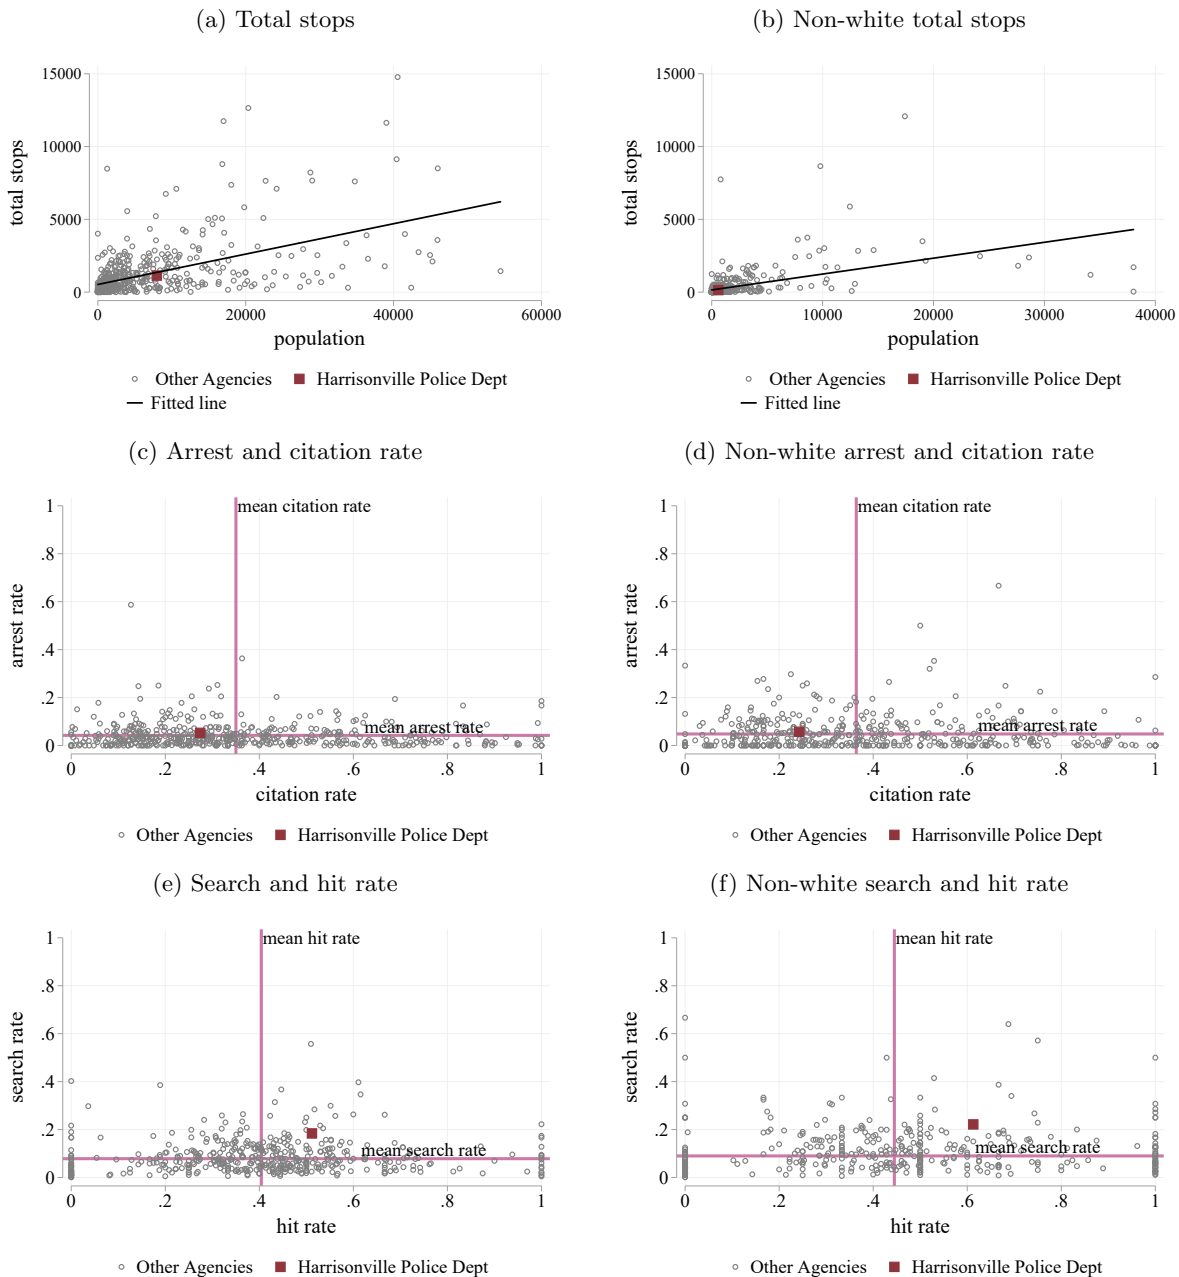 (a) Total stops
(b) Non-white total stops
15000
10000
5000
0
total stops
0 20000 40000 60000
population
Other Agencies Harrisonville Police Dept
Fitted line
15000
10000
5000
0
total stops
0 10000 20000 30000 40000
population
Other Agencies Harrisonville Police Dept
Fitted line
(c) Arrest and citation rate
(d) Non-white arrest and citation rate
1
.8
.6
.4
.2
0
arrest rate
mean citation rate
mean arrest rate
0 .2 .4 .6 .8 1
citation rate
Other Agencies Harrisonville Police Dept
1
.8
.6
.4
.2
0
arrest rate
mean citation rate
mean arrest rate
0 .2 .4 .6 .8 1
citation rate
Other Agencies Harrisonville Police Dept
(e) Search and hit rate
(f) Non-white search and hit rate
1
.8
.6
.4
.2
0
search rate
mean hit rate
mean search rate
0 .2 .4 .6 .8 1
hit rate
Other Agencies Harrisonville Police Dept
1
.8
.6
.4
.2
0
search rate
mean hit rate
mean search rate
0 .2 .4 .6 .8 1
hit rate
Other Agencies Harrisonville Police Dept